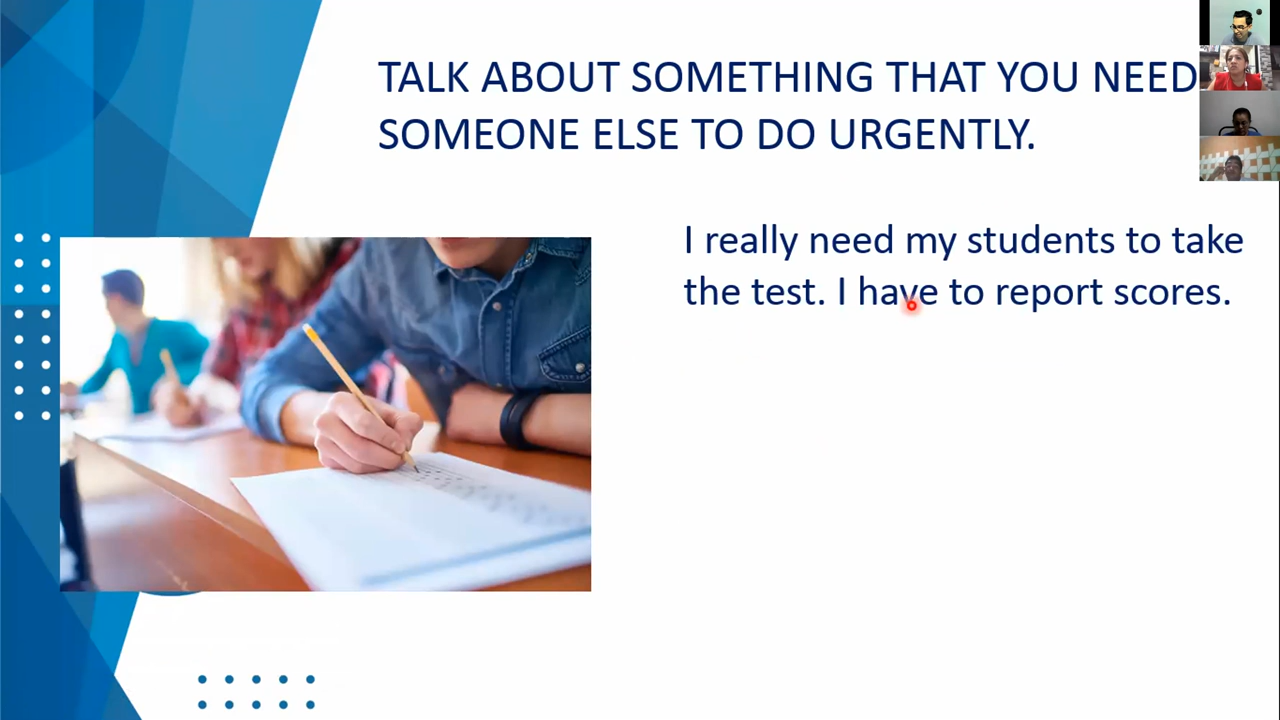 TALK ABOUT SOMETHING THAT YOU NEED
SOMEONE ELSE TO DO URGENTLY.
I really need my students to take
the test. I have to report scores.